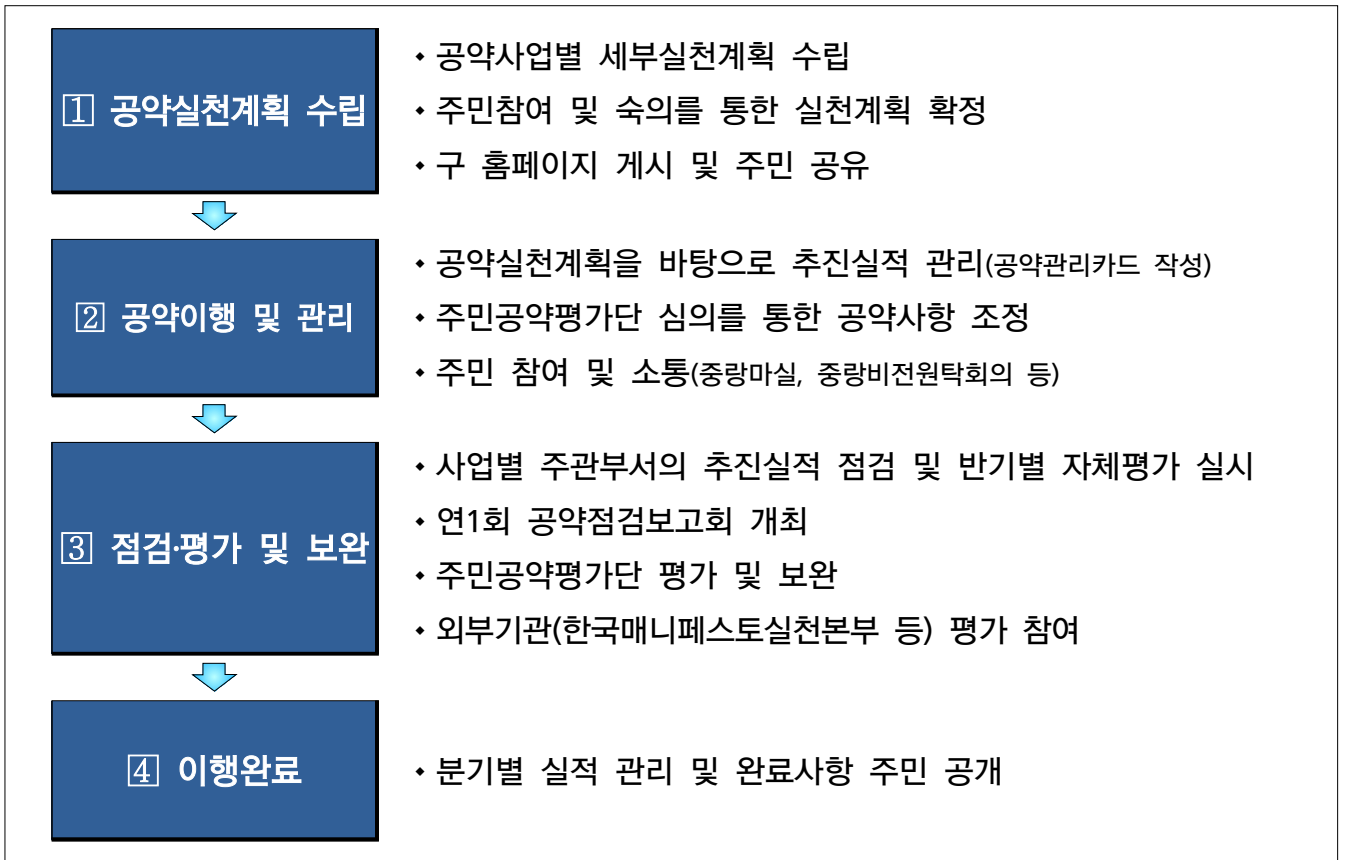 1 공약실천계획 수립
⬩공약사업별 세부실천계획 수립
⬩주민참여 및 숙의를 통한 실천계획 확정
⬩구 홈페이지 게시 및 주민 공유
2 공약이행 및 관리
⬩공약실천계획을 바탕으로 추진실적 관리(공약관리카드 작성)
⬩주민공약평가단 심의를 통한 공약사항 조정
⬩주민 참여 및 소통(중랑마실, 중랑비전원탁회의 등)
3 점검·평가 및 보완
⬩사업별 주관부서의 추진실적 점검 및 반기별 자체평가 실시
⬩연1회 공약점검보고회 개최
⬩주민공약평가단 평가 및 보완
⬩외부기관(한국매니페스토실천본부 등) 평가 참여
4 이행완료
⬩분기별 실적 관리 및 완료사항 주민 공개